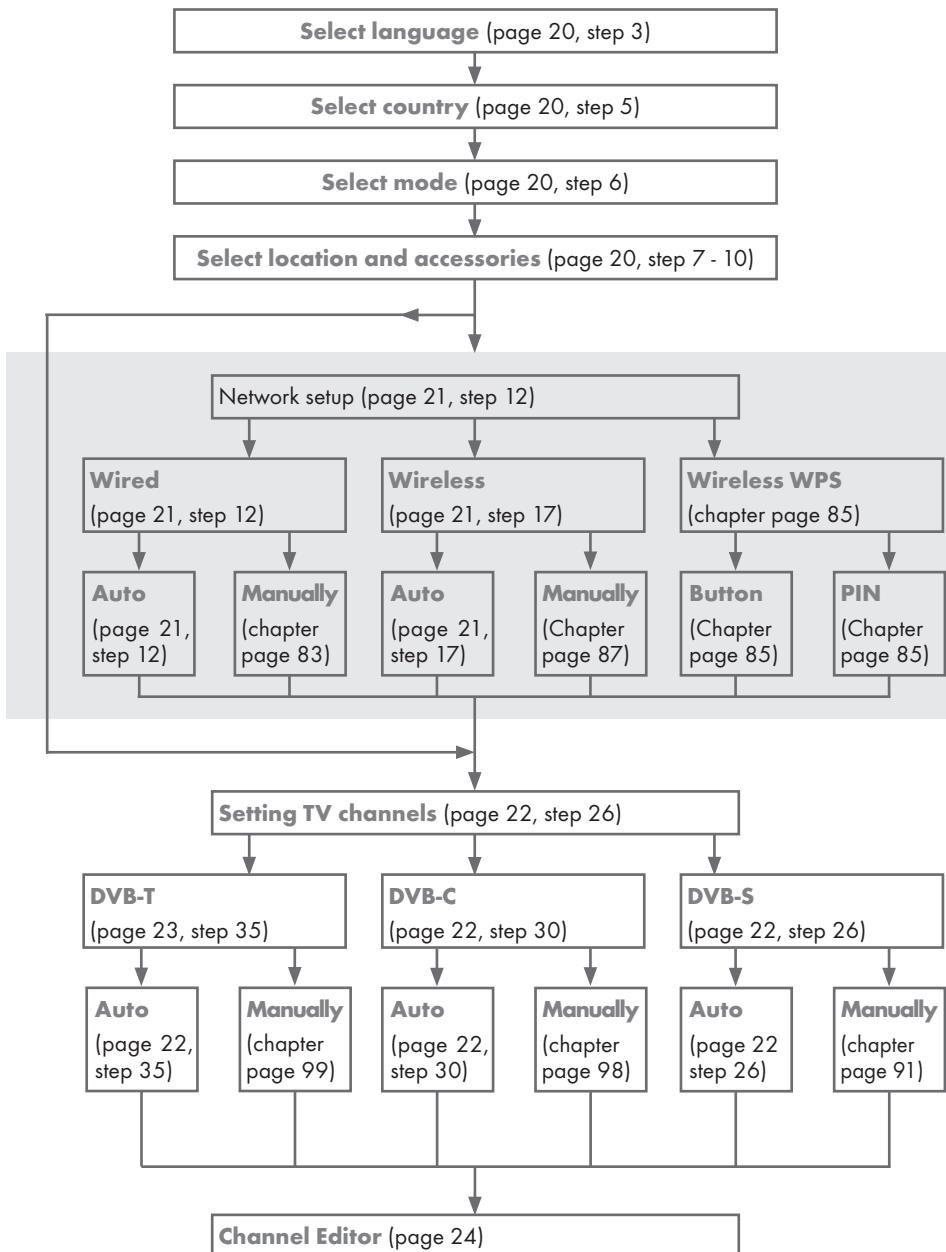 Select language (page 20, step 3)
Select country (page 20, step 5)
Select mode (page 20, step 6)
Select location and accessories (page 20, step 7 - 10)
Network setup (page 21, step 12)
Wired
(page 21, step 12)
Wireless
(page 21, step 17)
Wireless WPS
(chapter page 85)
Auto
(page 21,
step 12)
Manually
(chapter
page 83)
Auto
(page 21,
step 17)
Manually
(Chapter
page 87)
Button
(Chapter
page 85)
PIN
(Chapter
page 85)
Setting TV channels (page 22, step 26)
DVB-T
(page 23, step 35)
DVB-C
(page 22, step 30)
DVB-S
(page 22, step 26)
Auto
(page 22,
step 35)
Manually
(chapter
page 99)
Auto
(page 22,
step 30)
Manually
(chapter
page 98)
Auto
(page 22
step 26)
Manually
(chapter
page 91)
Channel Editor (page 24)